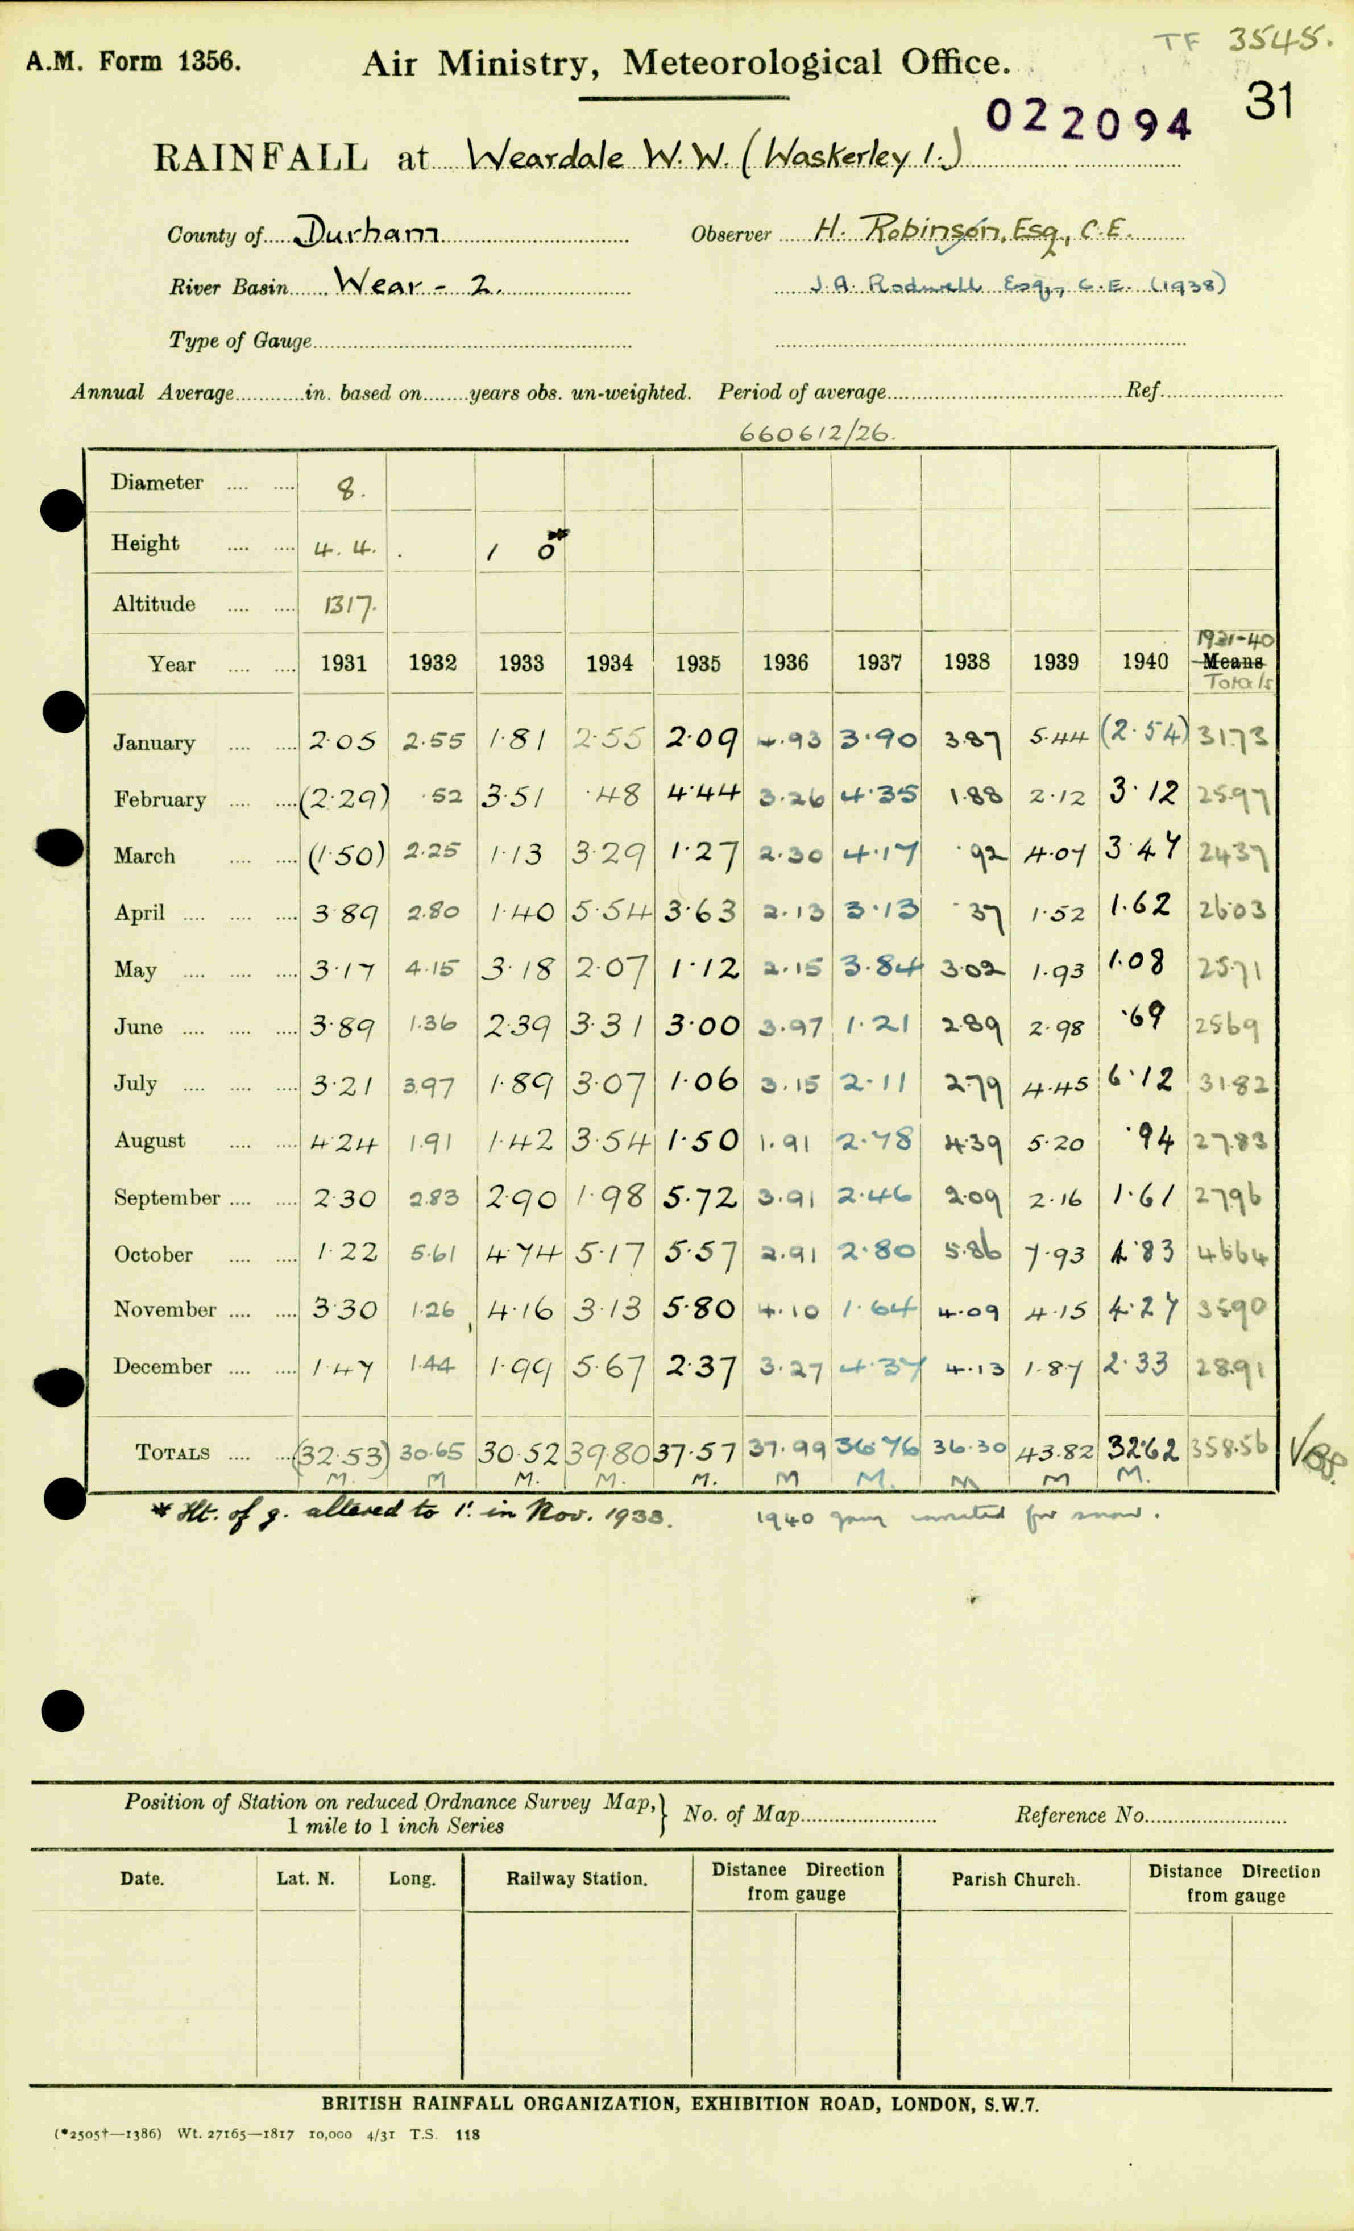 TF 3545.
A.M. Form 1356. Air Ministry, Meteorological Office.
31
022094
RAINFALL at Weardale W.W. (Waskerley 1.)
County of Durham Observer H. Robinson, Esq., C.E.
River Basin Wear - 2. J.A. Rodwell Esq., C.E. (1938)
Type of Gauge
Annual Average in. based on years obs. un-weighted. Period of average Ref.
660612/26.
Diameter 8.
Height 4. 4. 1 0*
Altitude 1317.
1931-40
Year 1931 1932 1933 1934 1935 1936 1937 1938 1939 1940 Means
Totals
January 2.05 2.55 1.81 2.55 2.09 4.93 3.90 3.87 5.44 (2.54) 31.73
February (2.29) .52 3.51 .48 4.44 3.26 4.35 1.88 2.12 3.12 25.97
March (1.50) 2.25 1.13 3.29 1.27 2.30 4.17 .92 4.07 3.47 24.37
April 3.89 2.80 1.40 5.54 3.63 2.13 3.13 .37 1.52 1.62 26.03
May 3.17 4.15 3.18 2.07 1.12 2.15 3.84 3.02 1.93 1.08 25.71
June 3.89 1.36 2.39 3.31 3.00 3.97 1.21 2.89 2.98 .69 25.69
July 3.21 3.97 1.89 3.07 1.06 3.15 2.11 2.79 4.45 6.12 31.82
August 4.24 1.91 1.42 3.54 1.50 1.91 2.78 4.39 5.20 .94 27.83
September 2.30 2.83 2.90 1.98 5.72 3.91 2.46 2.09 2.16 1.61 27.96
October 1.22 5.61 4.74 5.17 5.57 2.91 2.80 5.86 7.93 4.83 46.64
November 3.30 1.26 4.16 3.13 5.80 4.10 1.64 4.09 4.15 4.27 35.90
December 1.47 1.44 1.99 5.67 2.37 3.27 4.37 4.13 1.87 2.33 28.91
TOTALS (32.53) 30.65 30.52 39.80 37.57 37.99 36.76 36.30 43.82 32.62 358.56
M. M M. M. M. M M. M M M.
* Ht. of g. altered to 1'. in Nov. 1933. 1940 corrected for snow.
Position of Station on reduced Ordnance Survey Map, No. of Map Reference No.
1 mile to 1 inch Series
Date. Lat. N. Long. Railway Station. Distance Direction from gauge Parish Church. Distance Direction from gauge
BRITISH RAINFALL ORGANIZATION, EXHIBITION ROAD, LONDON, S.W.7.
(*2505†—1386) Wt. 27165—1817 10,000 4/31 T.S. 118